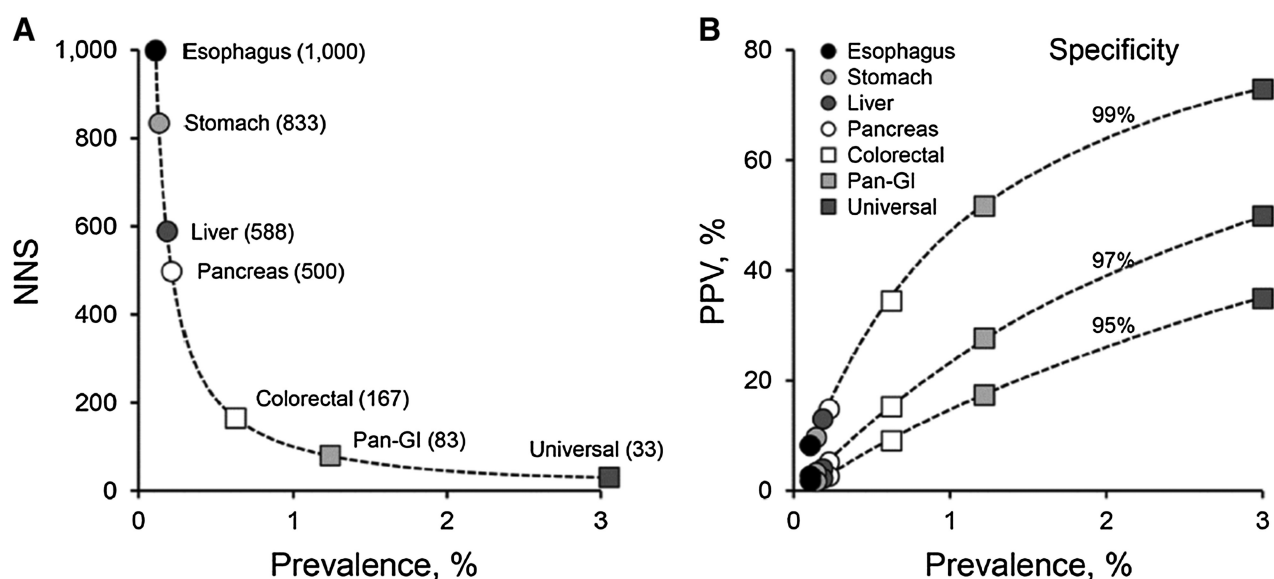 A
1,000
800
600
400
200
0
NNS
Esophagus (1,000)
Stomach (833)
Liver (588)
Pancreas (500)
Colorectal (167)
Pan-GI (83)
Universal (33)
0 1 2 3
Prevalence, %
B
80
60
40
20
0
PPV, %
Esophagus
Stomach
Liver
Pancreas
Colorectal
Pan-GI
Universal
Specificity
99%
97%
95%
0 1 2 3
Prevalence, %